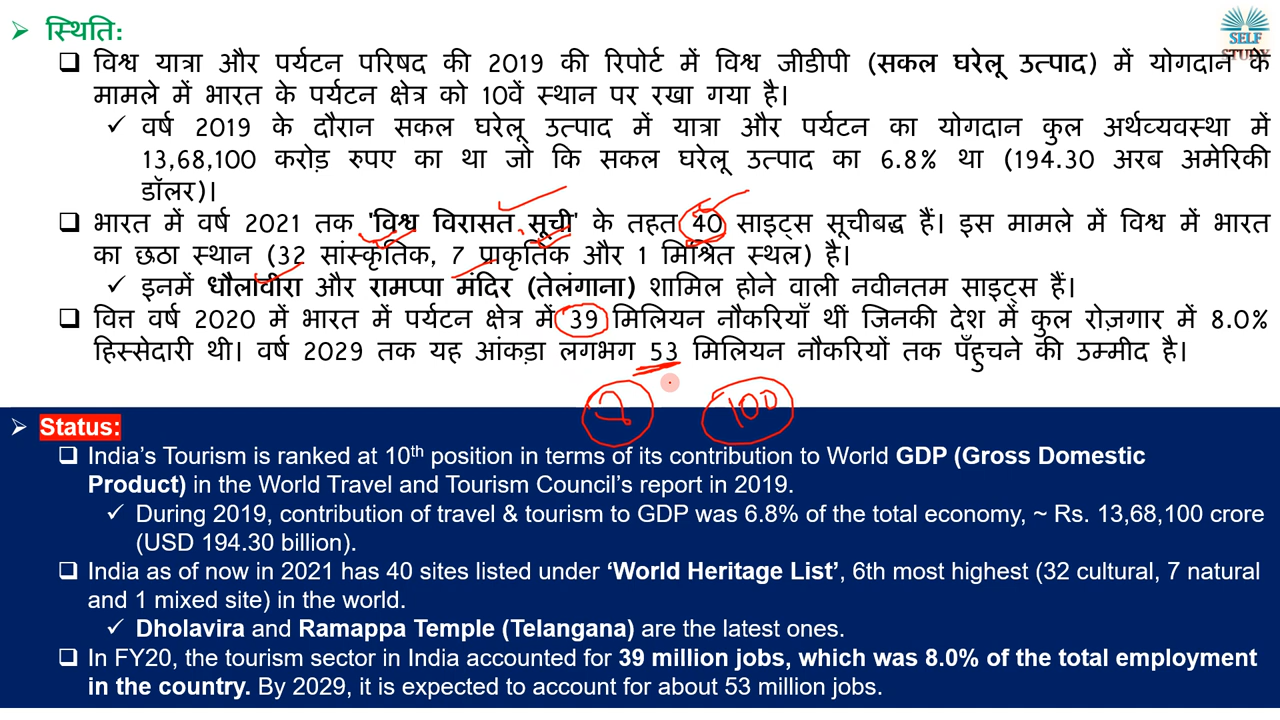 ➢ स्थिति:
SELF
STUDY
❑ विश्व यात्रा और पर्यटन परिषद की 2019 की रिपोर्ट में विश्व जीडीपी (सकल घरेलू उत्पाद) में योगदान के
मामले में भारत के पर्यटन क्षेत्र को 10वें स्थान पर रखा गया है।
✓ वर्ष 2019 के दौरान सकल घरेलू उत्पाद में यात्रा और पर्यटन का योगदान कुल अर्थव्यवस्था में
13,68,100 करोड़ रुपए का था जो कि सकल घरेलू उत्पाद का 6.8% था (194.30 अरब अमेरिकी
डॉलर)।
❑ भारत में वर्ष 2021 तक 'विश्व विरासत सूची' के तहत 40 साइट्स सूचीबद्ध हैं। इस मामले में विश्व में भारत
का छठा स्थान (32 सांस्कृतिक, 7 प्राकृतिक और 1 मिश्रित स्थल) है।
✓ इनमें धौलावीरा और रामप्पा मंदिर (तेलंगाना) शामिल होने वाली नवीनतम साइट्स हैं।
❑ वित्त वर्ष 2020 में भारत में पर्यटन क्षेत्र में 39 मिलियन नौकरियाँ थीं जिनकी देश में कुल रोज़गार में 8.0%
हिस्सेदारी थी। वर्ष 2029 तक यह आंकड़ा लगभग 53 मिलियन नौकरियों तक पहुँचने की उम्मीद है।
100
➢ Status:
❑ India’s Tourism is ranked at 10th position in terms of its contribution to World GDP (Gross Domestic
Product) in the World Travel and Tourism Council’s report in 2019.
✓ During 2019, contribution of travel & tourism to GDP was 6.8% of the total economy, ~ Rs. 13,68,100 crore
(USD 194.30 billion).
❑ India as of now in 2021 has 40 sites listed under ‘World Heritage List’, 6th most highest (32 cultural, 7 natural
and 1 mixed site) in the world.
✓ Dholavira and Ramappa Temple (Telangana) are the latest ones.
❑ In FY20, the tourism sector in India accounted for 39 million jobs, which was 8.0% of the total employment
in the country. By 2029, it is expected to account for about 53 million jobs.